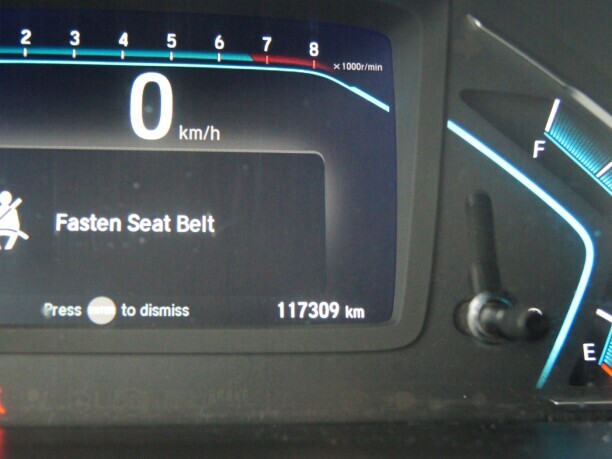 2 3 4 5 6 7 8
×1000r/min
0 km/h
F
Fasten Seat Belt
Press ENTER to dismiss
117309 km
E